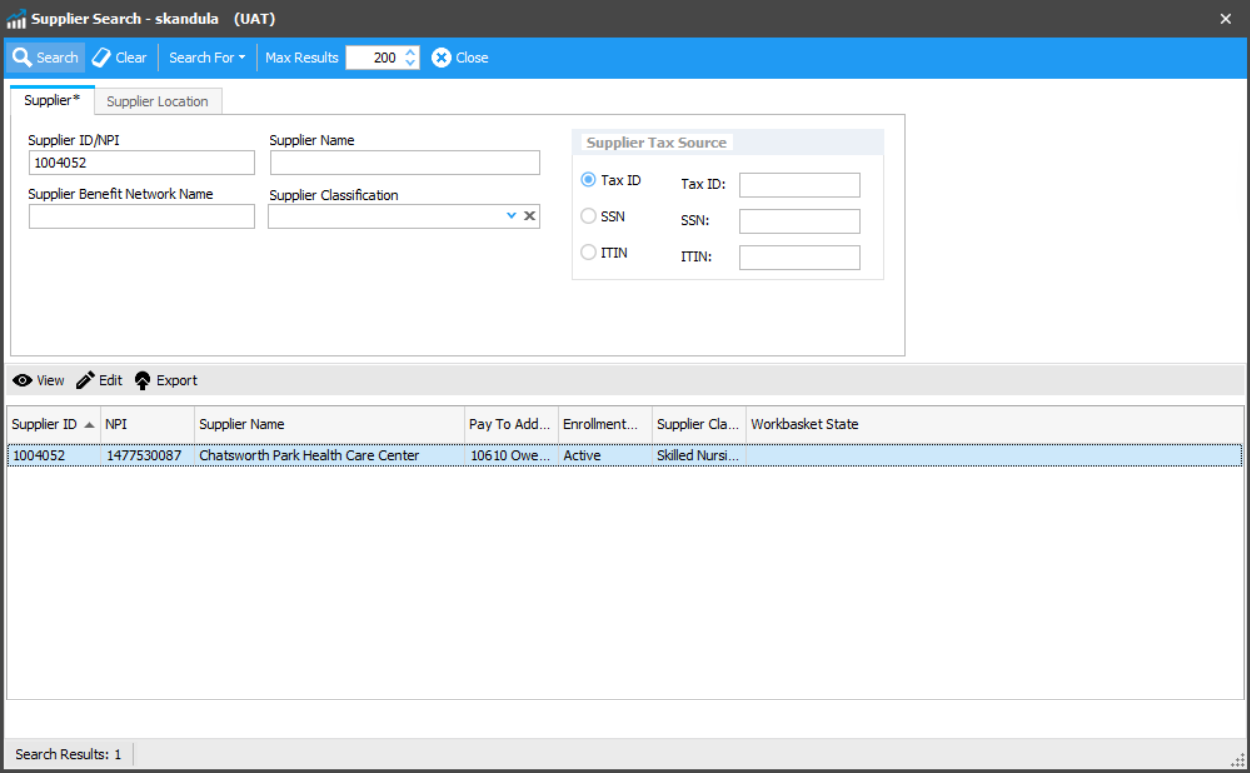 Supplier Search - skandula (UAT)
Search Clear Search For Max Results 200 Close
Supplier* Supplier Location
Supplier ID/NPI Supplier Name Supplier Tax Source
1004052
Tax ID Tax ID:
Supplier Benefit Network Name Supplier Classification
SSN SSN:
ITIN ITIN:
View Edit Export
Supplier ID NPI Supplier Name Pay To Add... Enrollment... Supplier Cla... Workbasket State
1004052 1477530087 Chatsworth Park Health Care Center 10610 Owe... Active Skilled Nursi...
Search Results: 1